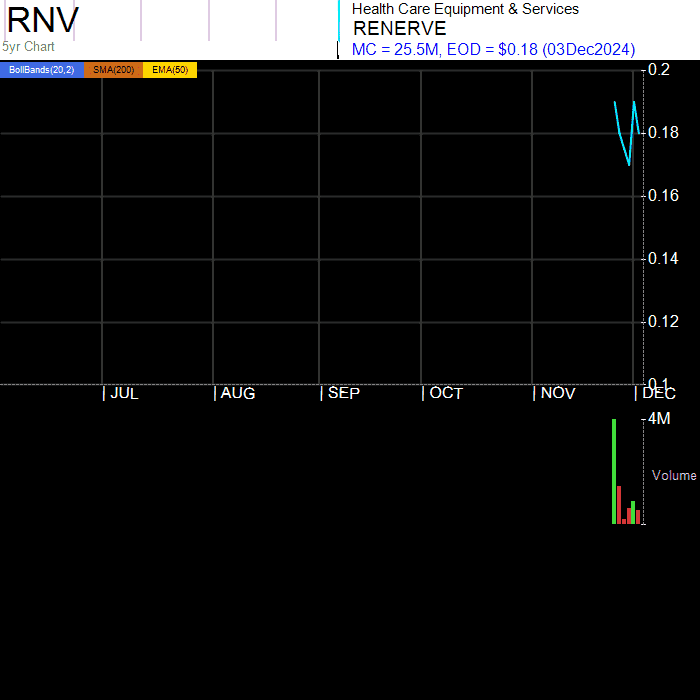 RNV
5yr Chart
Health Care Equipment & Services
RENERVE
MC = 25.5M, EOD = $0.18 (03Dec2024)
BollBands(20,2) SMA(200) EMA(50)
0.2
0.18
0.16
0.14
0.12
0.1
| JUL | AUG | SEP | OCT | NOV | DEC
4M
Volume